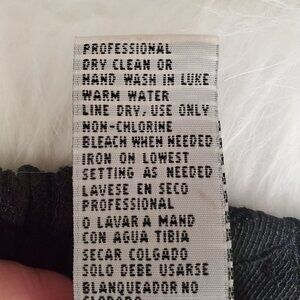 PROFESSIONAL
DRY CLEAN OR
HAND WASH IN LUKE
WARM WATER
LINE DRY, USE ONLY
NON-CHLORINE
BLEACH WHEN NEEDED
IRON ON LOWEST
SETTING AS NEEDED
LAVESE EN SECO
PROFESSIONAL
O LAVAR A MANO
CON AGUA TIBIA
SECAR COLGADO
SOLO DEBE USARSE
BLANQUEADOR NO